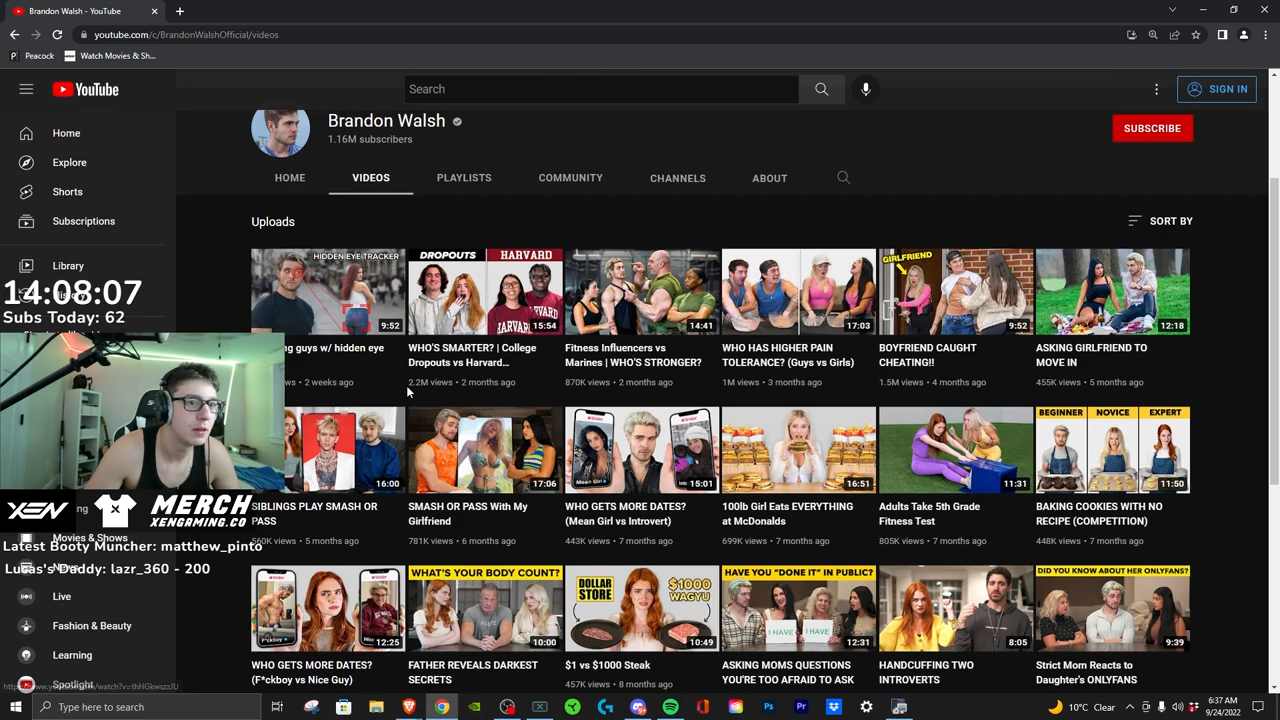 Brandon Walsh - YouTube
youtube.com/c/BrandonWalshOfficial/videos
Peacock
Watch Movies & Sh...
YouTube
Search
SIGN IN
Home
Explore
Shorts
Subscriptions
Library
Brandon Walsh
1.16M subscribers
SUBSCRIBE
HOME
VIDEOS
PLAYLISTS
COMMUNITY
CHANNELS
ABOUT
Uploads
SORT BY
14:08:07
Subs Today: 62
HIDDEN EYE TRACKER
9:52
ng guys w/ hidden eye
ws • 2 weeks ago
DROPOUTS
HARVARD
15:54
WHO'S SMARTER? | College
Dropouts vs Harvard...
2.2M views • 2 months ago
14:41
Fitness Influencers vs
Marines | WHO'S STRONGER?
870K views • 2 months ago
17:03
WHO HAS HIGHER PAIN
TOLERANCE? (Guys vs Girls)
1M views • 3 months ago
GIRLFRIEND
9:52
BOYFRIEND CAUGHT
CHEATING!!
1.5M views • 4 months ago
12:18
ASKING GIRLFRIEND TO
MOVE IN
455K views • 5 months ago
16:00
SIBLINGS PLAY SMASH OR
PASS
560K views • 5 months ago
17:06
SMASH OR PASS With My
Girlfriend
781K views • 6 months ago
Mean Girl
15:01
WHO GETS MORE DATES?
(Mean Girl vs Introvert)
443K views • 7 months ago
16:51
100lb Girl Eats EVERYTHING
at McDonalds
699K views • 7 months ago
11:31
Adults Take 5th Grade
Fitness Test
805K views • 7 months ago
BEGINNER
NOVICE
EXPERT
11:50
BAKING COOKIES WITH NO
RECIPE (COMPETITION)
448K views • 7 months ago
XEN
MERCH
XENGAMING.CO
Latest Booty Muncher: matthew_pinto
Movies & Shows
Lucas's Daddy: lazr_360 - 200
Live
Fashion & Beauty
Learning
Spotlight
F*ckboy
12:25
WHO GETS MORE DATES?
(F*ckboy vs Nice Guy)
WHAT'S YOUR BODY COUNT?
10:00
FATHER REVEALS DARKEST
SECRETS
DOLLAR
STORE
$1000
WAGYU
10:49
$1 vs $1000 Steak
457K views • 8 months ago
HAVE YOU "DONE IT" IN PUBLIC?
I HAVE
I HAVE
12:31
ASKING MOMS QUESTIONS
YOU'RE TOO AFRAID TO ASK
8:05
HANDCUFFING TWO
INTROVERTS
DID YOU KNOW ABOUT HER ONLYFANS?
9:39
Strict Mom Reacts to
Daughter's ONLYFANS
Type here to search
10°C Clear
6:37 AM
9/24/2022